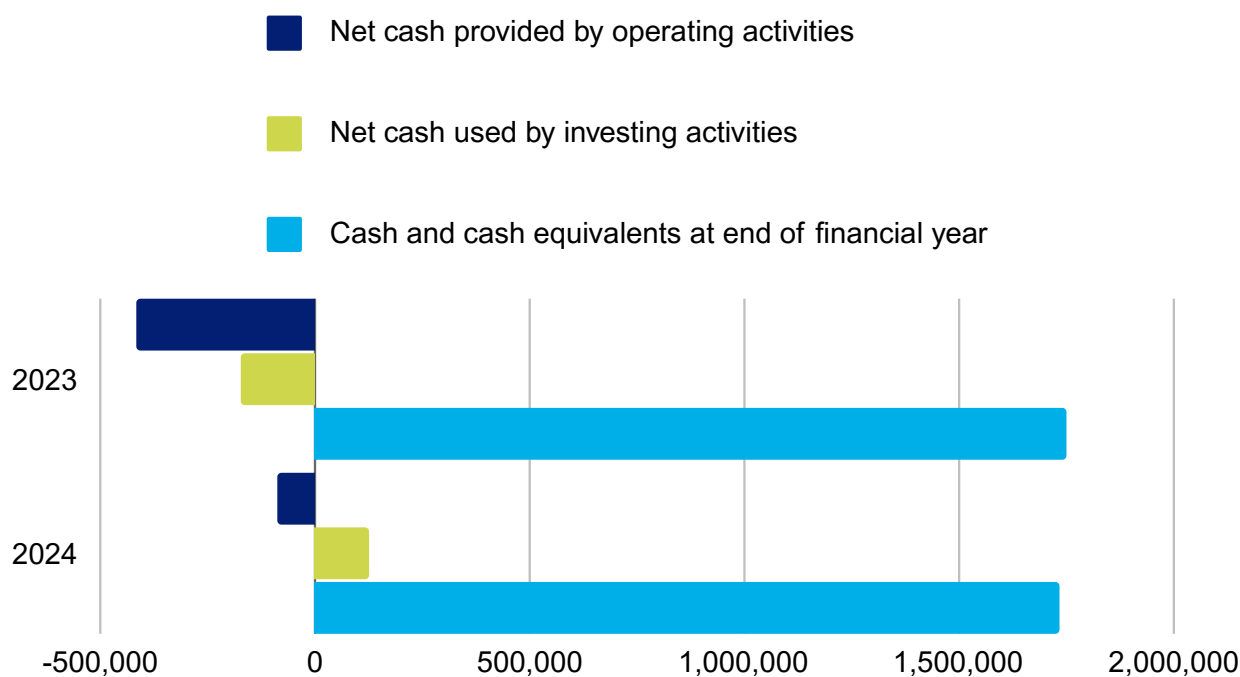 Net cash provided by operating activities
Net cash used by investing activities
Cash and cash equivalents at end of financial year
2023
2024
-500,000 0 500,000 1,000,000 1,500,000 2,000,000